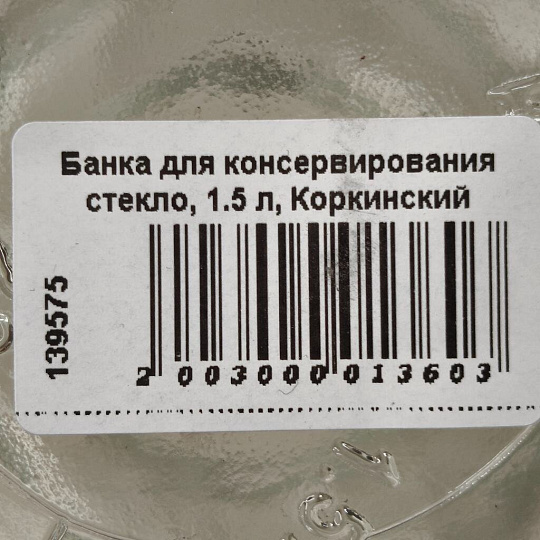 Банка для консервирования
стекло, 1.5 л, Коркинский
139575
2 003000 013603